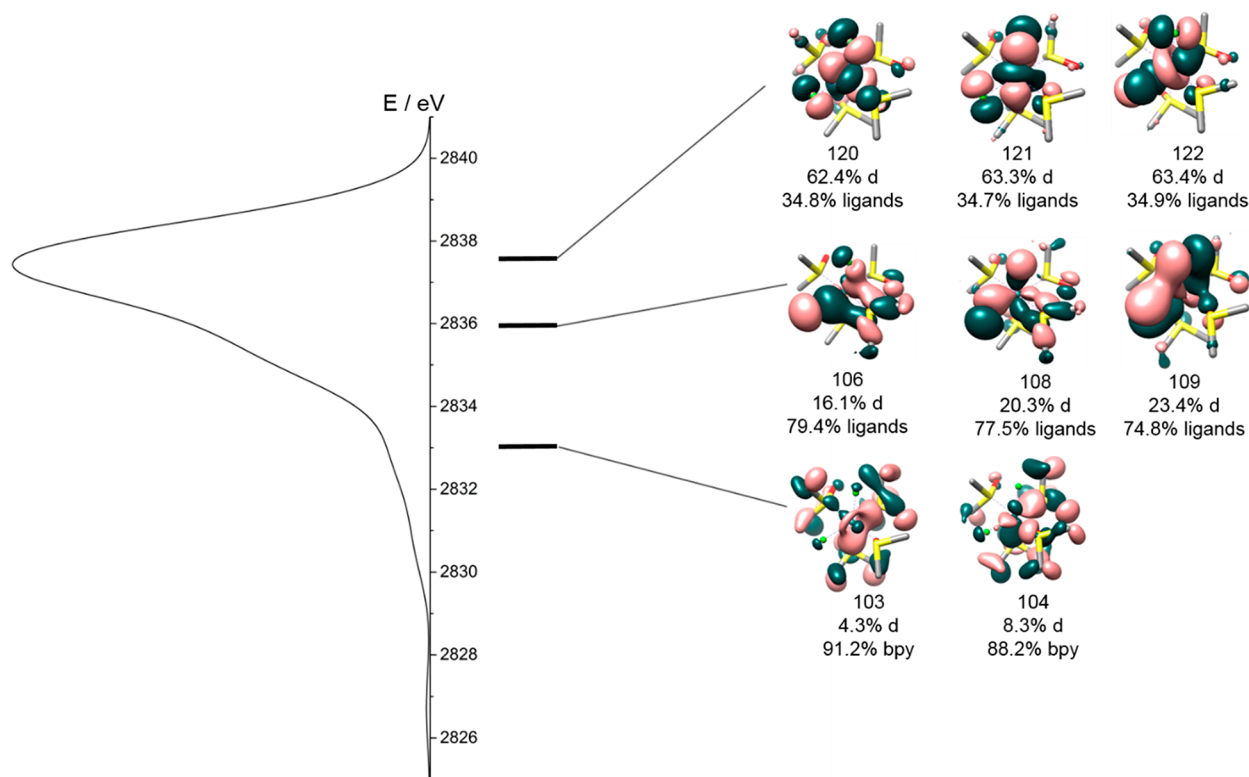 E / eV
2840
2838
2836
2834
2832
2830
2828
2826
120 121 122
62.4% d 63.3% d 63.4% d
34.8% ligands 34.7% ligands 34.9% ligands
106 108 109
16.1% d 20.3% d 23.4% d
79.4% ligands 77.5% ligands 74.8% ligands
103 104
4.3% d 8.3% d
91.2% bpy 88.2% bpy